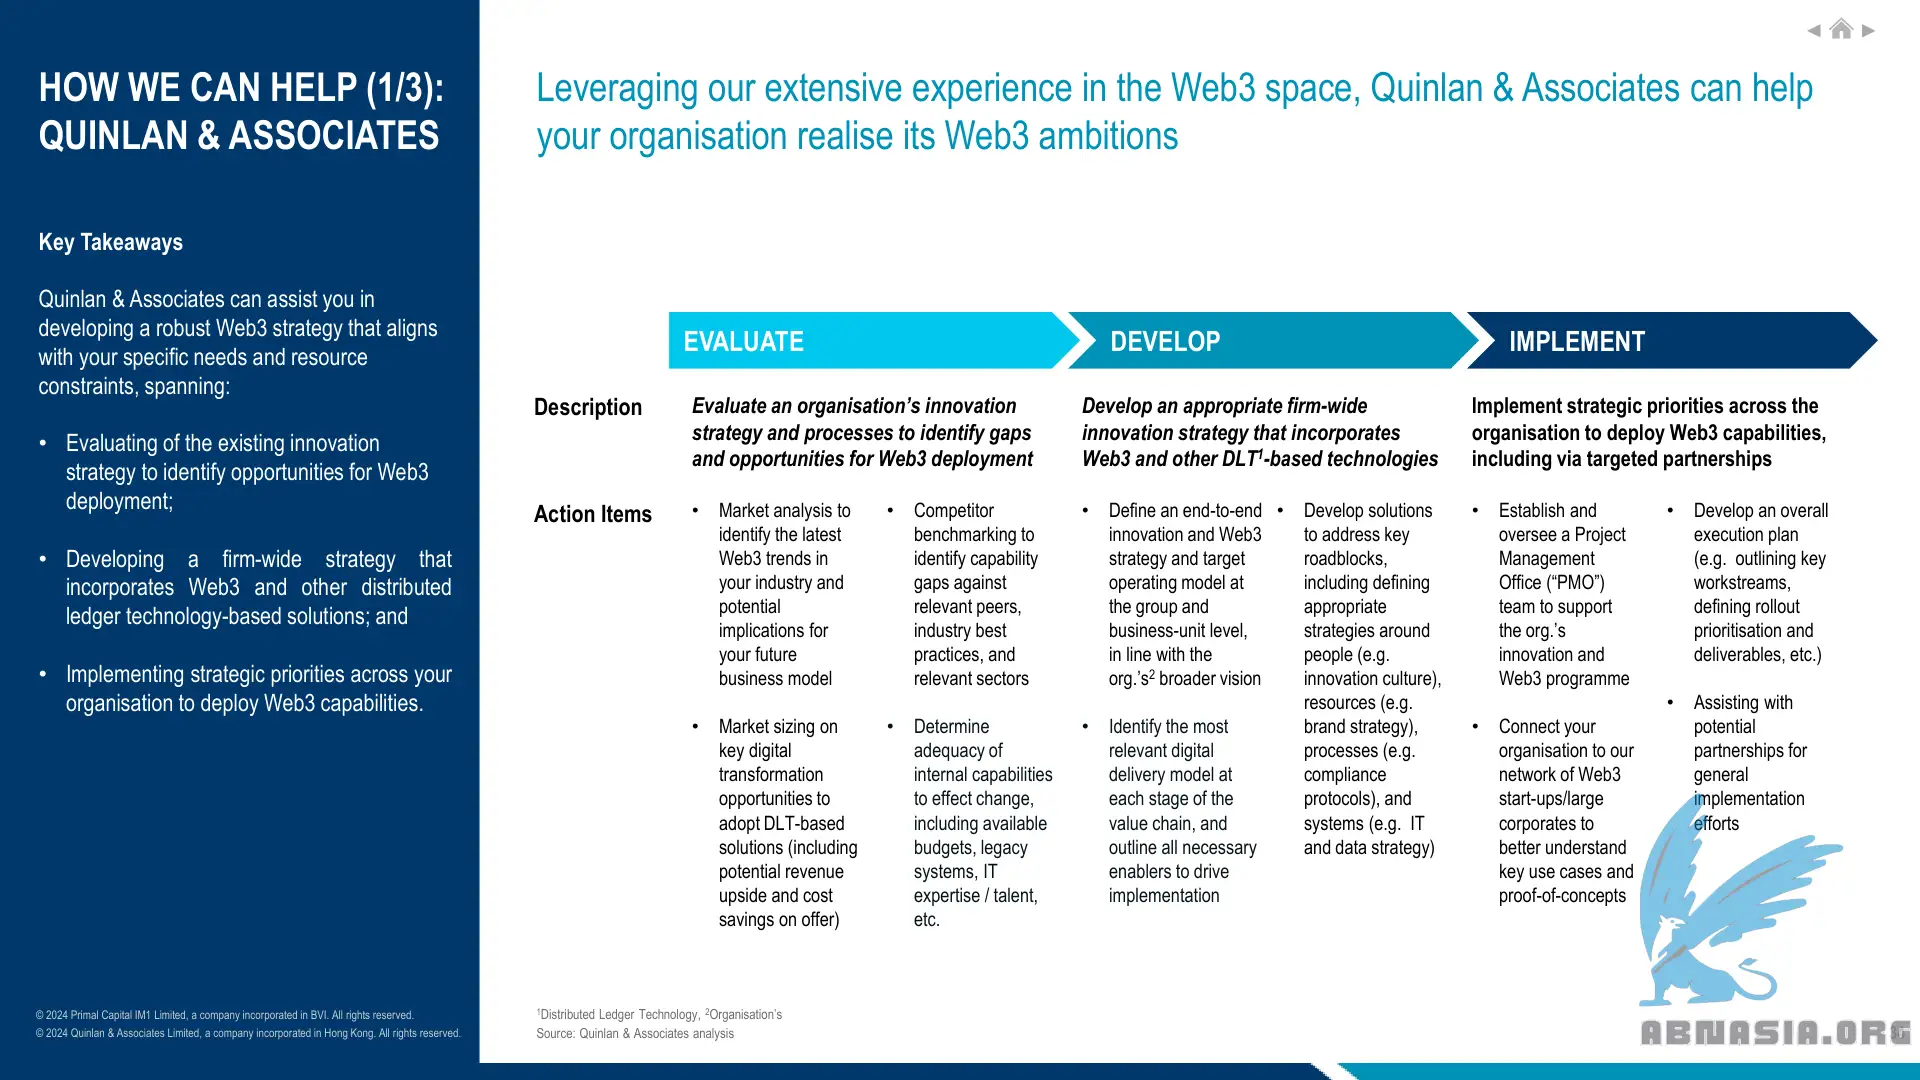 HOW WE CAN HELP (1/3):
QUINLAN & ASSOCIATES
Key Takeaways
Quinlan & Associates can assist you in
developing a robust Web3 strategy that aligns
with your specific needs and resource
constraints, spanning:
• Evaluating of the existing innovation
strategy to identify opportunities for Web3
deployment;
• Developing a firm-wide strategy that
incorporates Web3 and other distributed
ledger technology-based solutions; and
• Implementing strategic priorities across your
organisation to deploy Web3 capabilities.
© 2024 Primal Capital IM1 Limited, a company incorporated in BVI. All rights reserved.
© 2024 Quinlan & Associates Limited, a company incorporated in Hong Kong. All rights reserved.
Leveraging our extensive experience in the Web3 space, Quinlan & Associates can help
your organisation realise its Web3 ambitions
EVALUATE
DEVELOP
IMPLEMENT
Description
Evaluate an organisation's innovation
strategy and processes to identify gaps
and opportunities for Web3 deployment
Develop an appropriate firm-wide
innovation strategy that incorporates
Web3 and other DLT¹-based technologies
Implement strategic priorities across the
organisation to deploy Web3 capabilities,
including via targeted partnerships
Action Items
• Market analysis to
identify the latest
Web3 trends in
your industry and
potential
implications for
your future
business model
• Market sizing on
key digital
transformation
opportunities to
adopt DLT-based
solutions (including
potential revenue
upside and cost
savings on offer)
• Competitor
benchmarking to
identify capability
gaps against
relevant peers,
industry best
practices, and
relevant sectors
• Determine
adequacy of
internal capabilities
to effect change,
including available
budgets, legacy
systems, IT
expertise / talent,
etc.
• Define an end-to-end
innovation and Web3
strategy and target
operating model at
the group and
business-unit level,
in line with the
org.'s² broader vision
• Identify the most
relevant digital
delivery model at
each stage of the
value chain, and
outline all necessary
enablers to drive
implementation
• Develop solutions
to address key
roadblocks,
including defining
appropriate
strategies around
people (e.g.
innovation culture),
resources (e.g.
brand strategy),
processes (e.g.
compliance
protocols), and
systems (e.g. IT
and data strategy)
• Establish and
oversee a Project
Management
Office ("PMO")
team to support
the org.'s
innovation and
Web3 programme
• Connect your
organisation to our
network of Web3
start-ups/large
corporates to
better understand
key use cases and
proof-of-concepts
• Develop an overall
execution plan
(e.g. outlining key
workstreams,
defining rollout
prioritisation and
deliverables, etc.)
• Assisting with
potential
partnerships for
general
implementation
efforts
¹Distributed Ledger Technology, ²Organisation's
Source: Quinlan & Associates analysis
ABNASIA.ORG